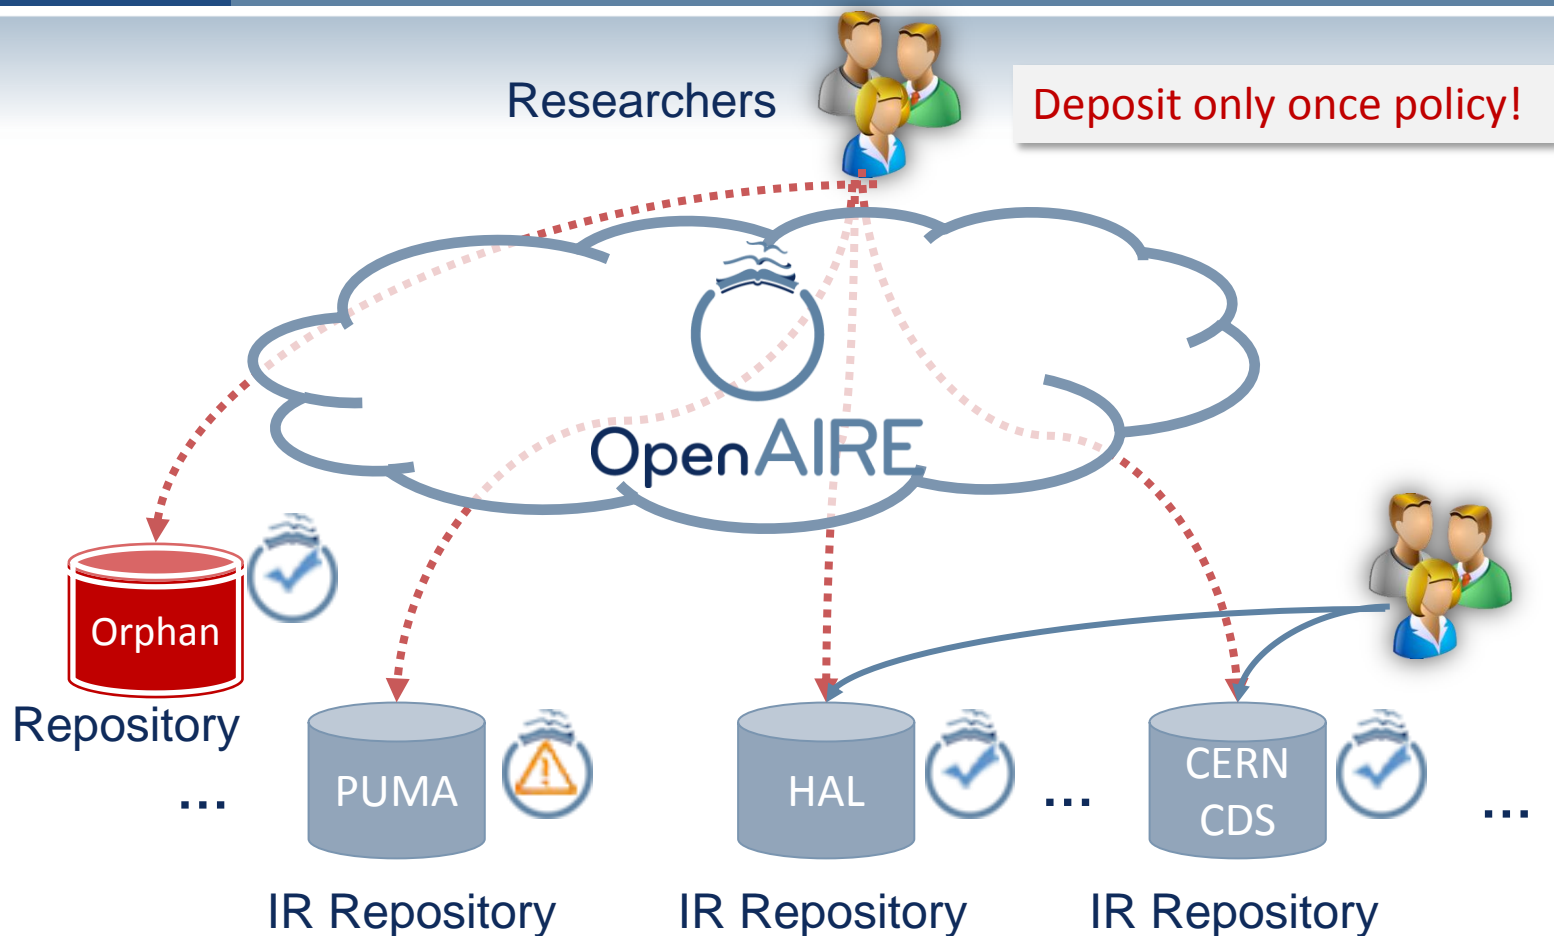 Researchers
Deposit only once policy!
OpenAIRE
Orphan
Repository
...
PUMA
HAL
...
CERN
CDS
...
IR Repository
IR Repository
IR Repository